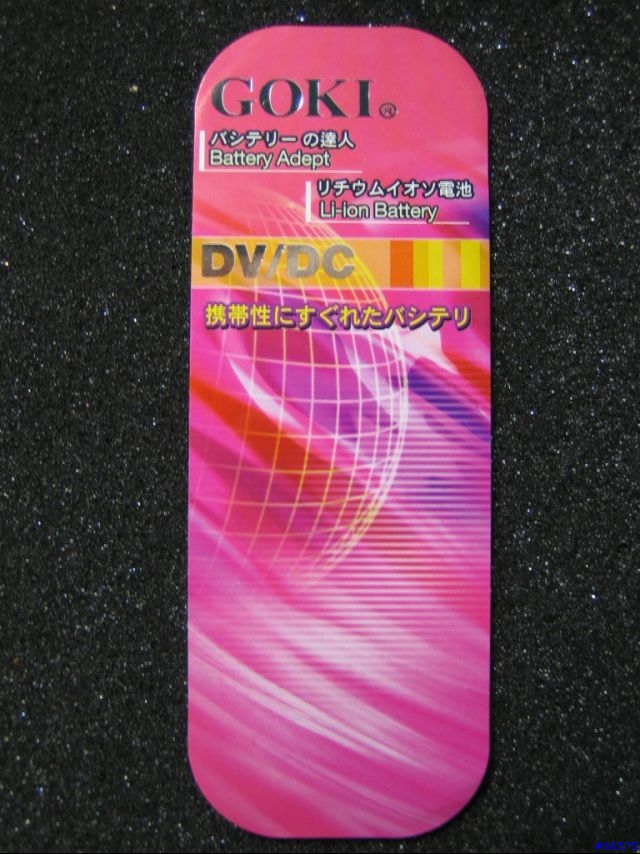 GOKI®
バシテリー の達人
Battery Adept
リチウムイオソ電池
Li-ion Battery
DV/DC
携帯性にすぐれたバシテリ